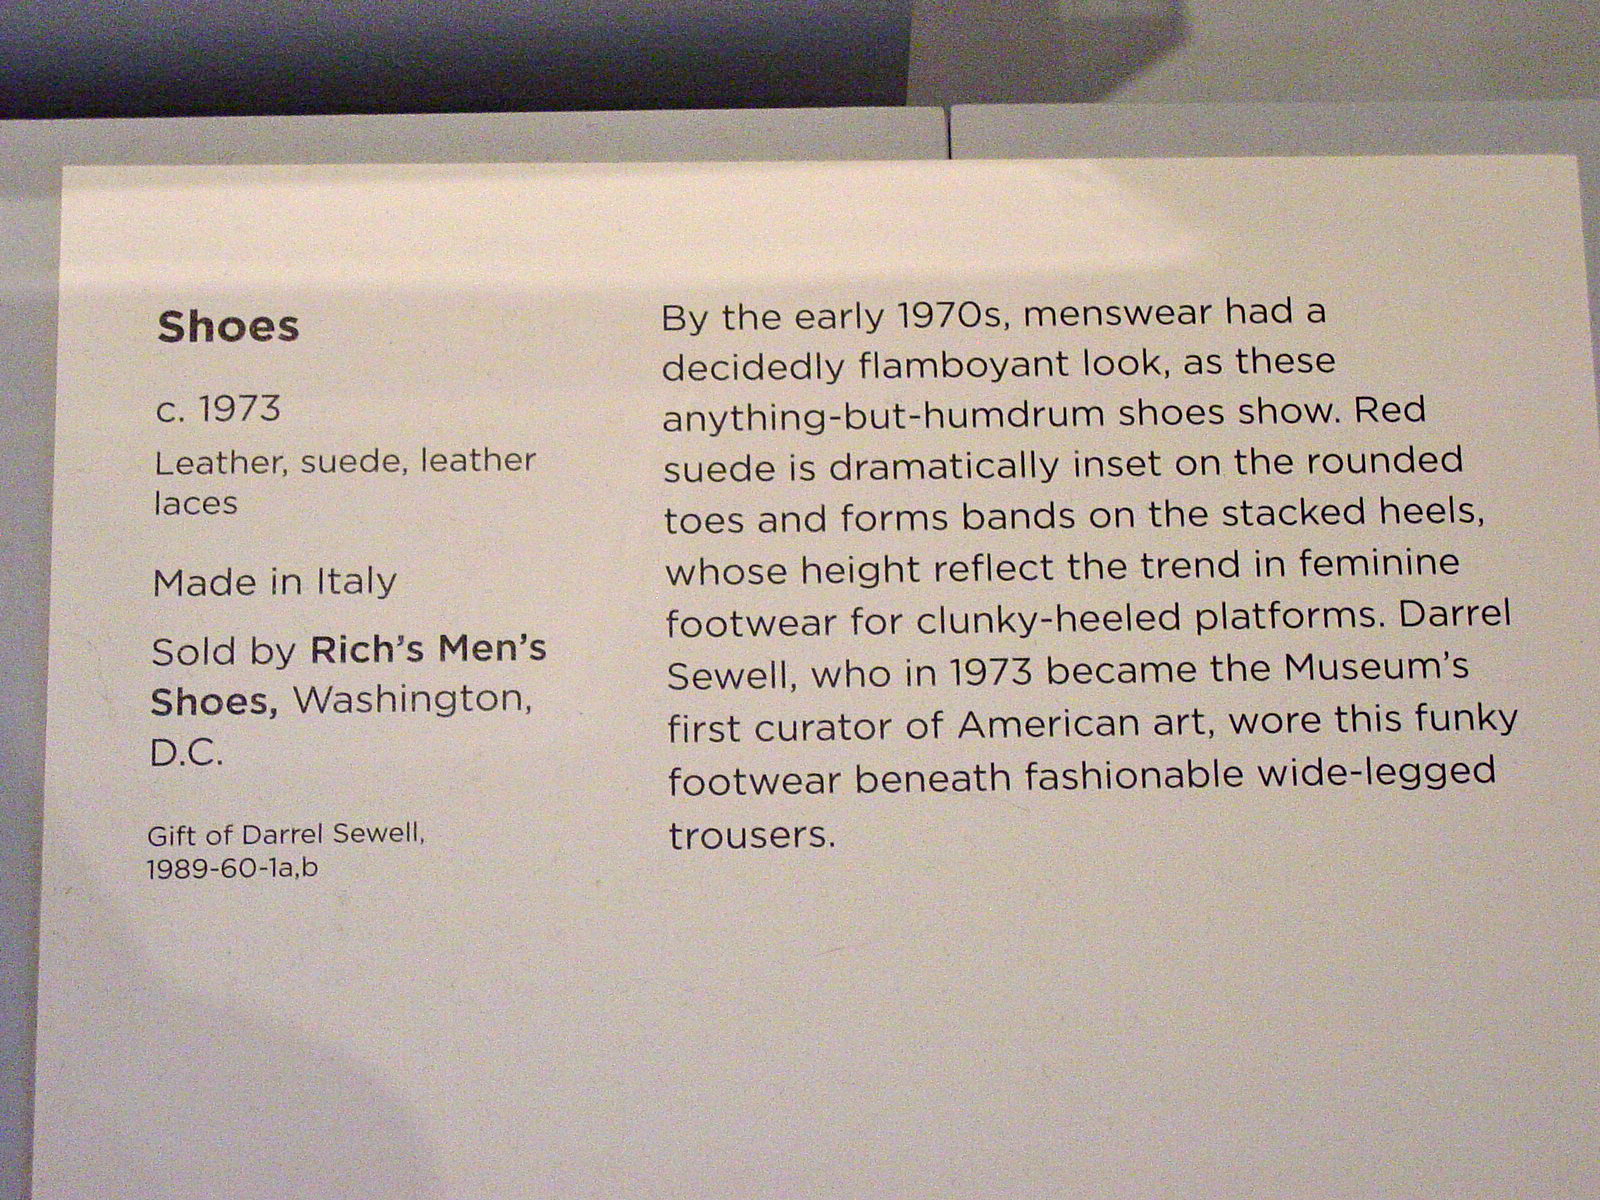 Shoes
c. 1973
Leather, suede, leather
laces
Made in Italy
Sold by Rich's Men's
Shoes, Washington,
D.C.
Gift of Darrel Sewell,
1989-60-1a,b
By the early 1970s, menswear had a
decidedly flamboyant look, as these
anything-but-humdrum shoes show. Red
suede is dramatically inset on the rounded
toes and forms bands on the stacked heels,
whose height reflect the trend in feminine
footwear for clunky-heeled platforms. Darrel
Sewell, who in 1973 became the Museum's
first curator of American art, wore this funky
footwear beneath fashionable wide-legged
trousers.